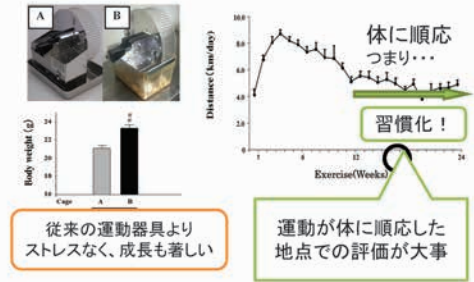 A
B
Body weight (g)
24
22
20
18
16
#
Cage
A
B
従来の運動器具より
ストレスなく、成長も著しい
Distance (km/day)
10.0
8.0
6.0
4.0
2.0
0.0
体に順応
つまり・・・
習慣化！
1
12
24
Exercise(Weeks)
運動が体に順応した
地点での評価が大事